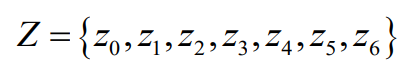 Z = {z₀, z₁, z₂, z₃, z₄, z₅, z₆}